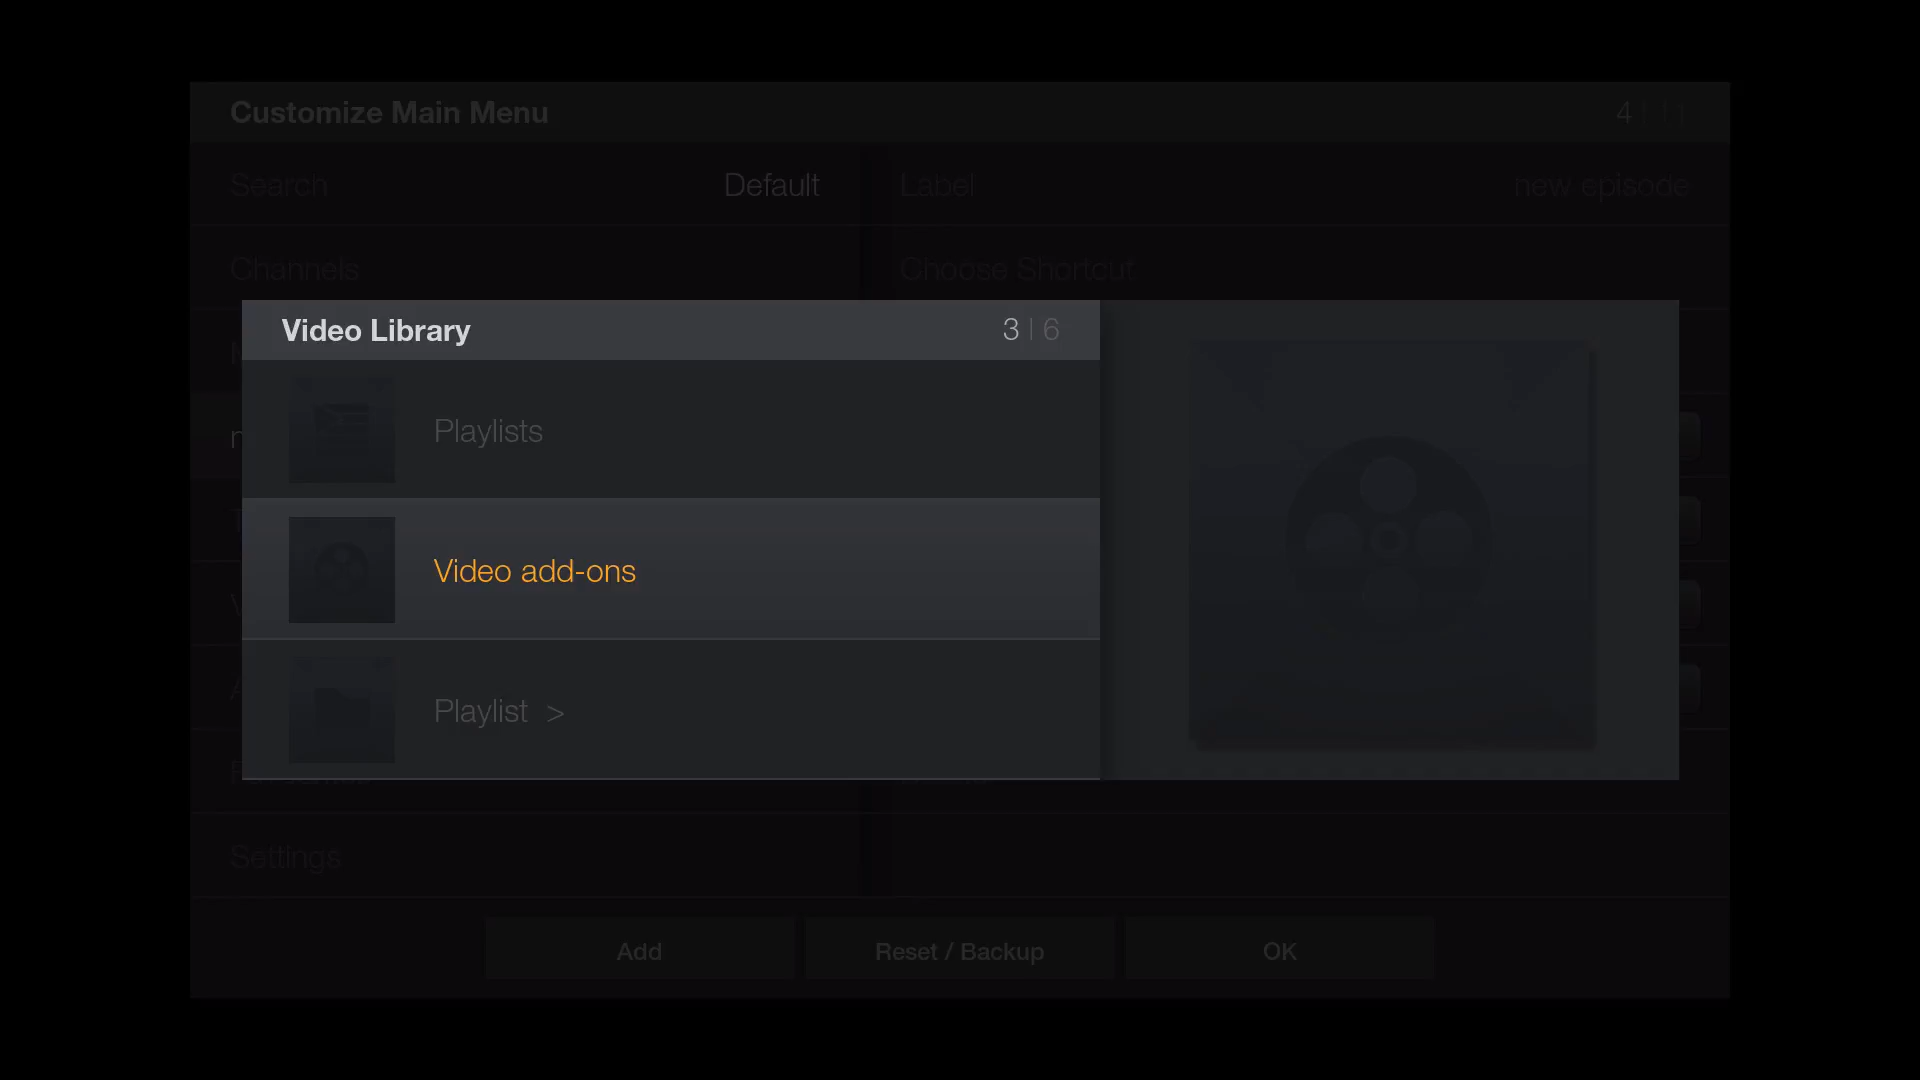 Customize Main Menu
Search Default
Label new episode
Channels
Choose Shortcut
Video Library 3 | 6
Playlists
Video add-ons
Playlist >
Settings
Add
Reset / Backup
OK